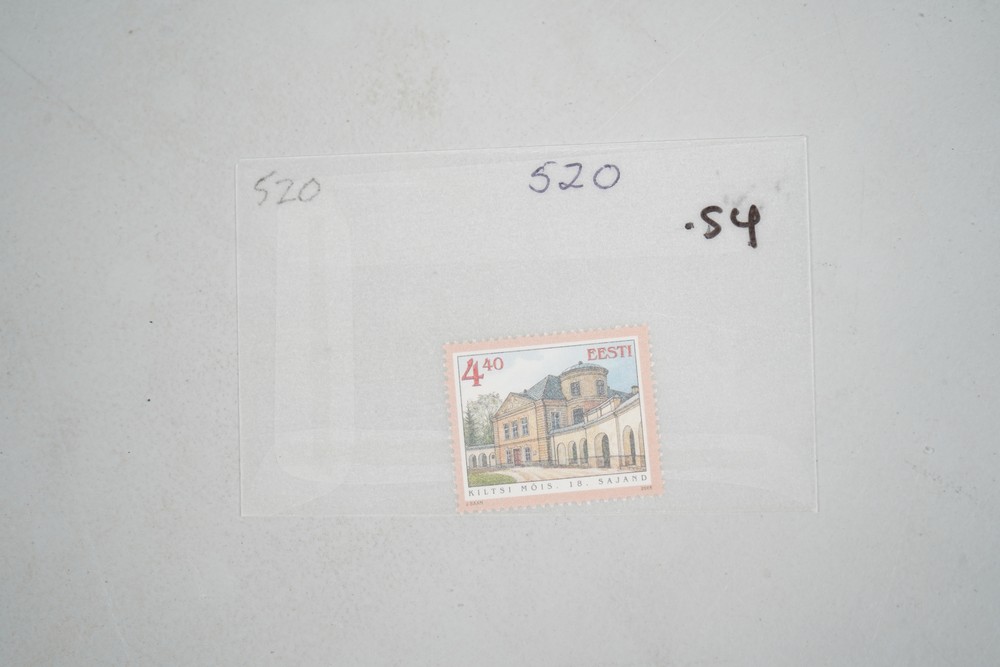 520
520
.54
4 40
EESTI
KILTSI MÕIS. 18. SAJAND